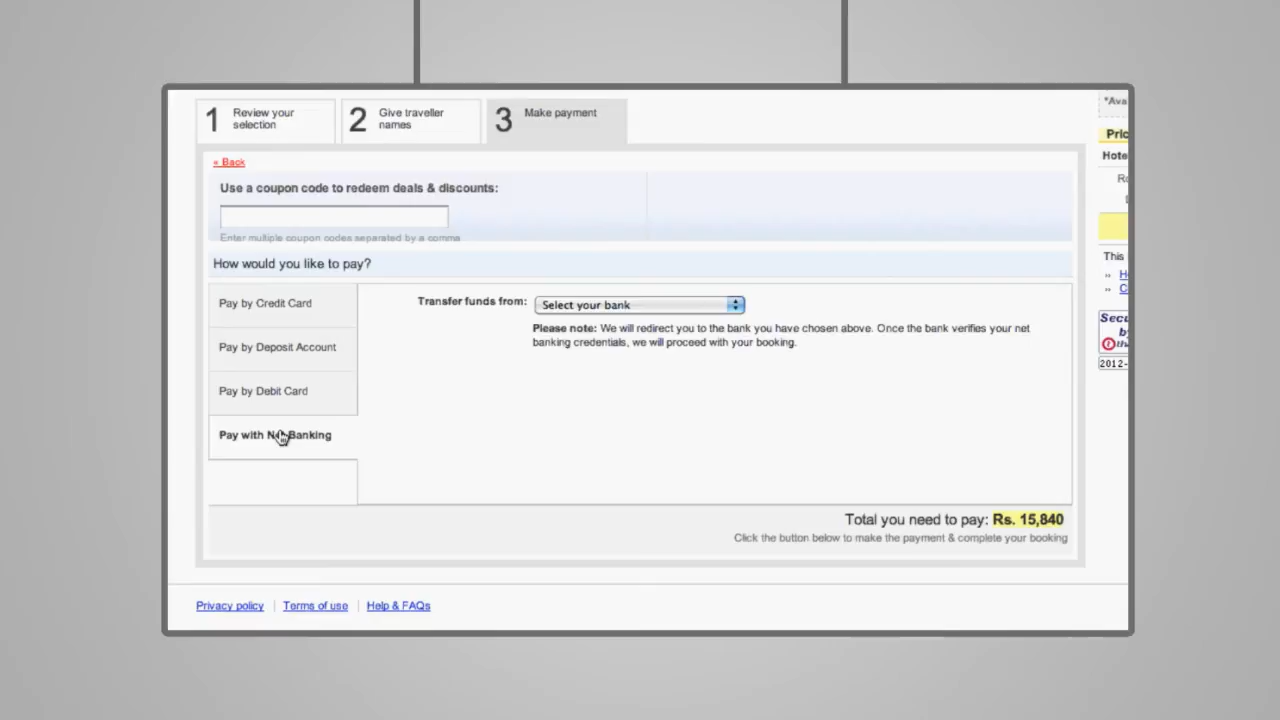 1 Review your
selection
2 Give traveller
names
3 Make payment
« Back
Use a coupon code to redeem deals & discounts:
Enter multiple coupon codes separated by a comma
How would you like to pay?
Pay by Credit Card
Pay by Deposit Account
Pay by Debit Card
Pay with Net Banking
Transfer funds from: Select your bank
Please note: We will redirect you to the bank you have chosen above. Once the bank verifies your net
banking credentials, we will proceed with your booking.
Total you need to pay: Rs. 15,840
Click the button below to make the payment & complete your booking
Privacy policy
Terms of use
Help & FAQs
*Ava
Pric
Hote
This
2012-